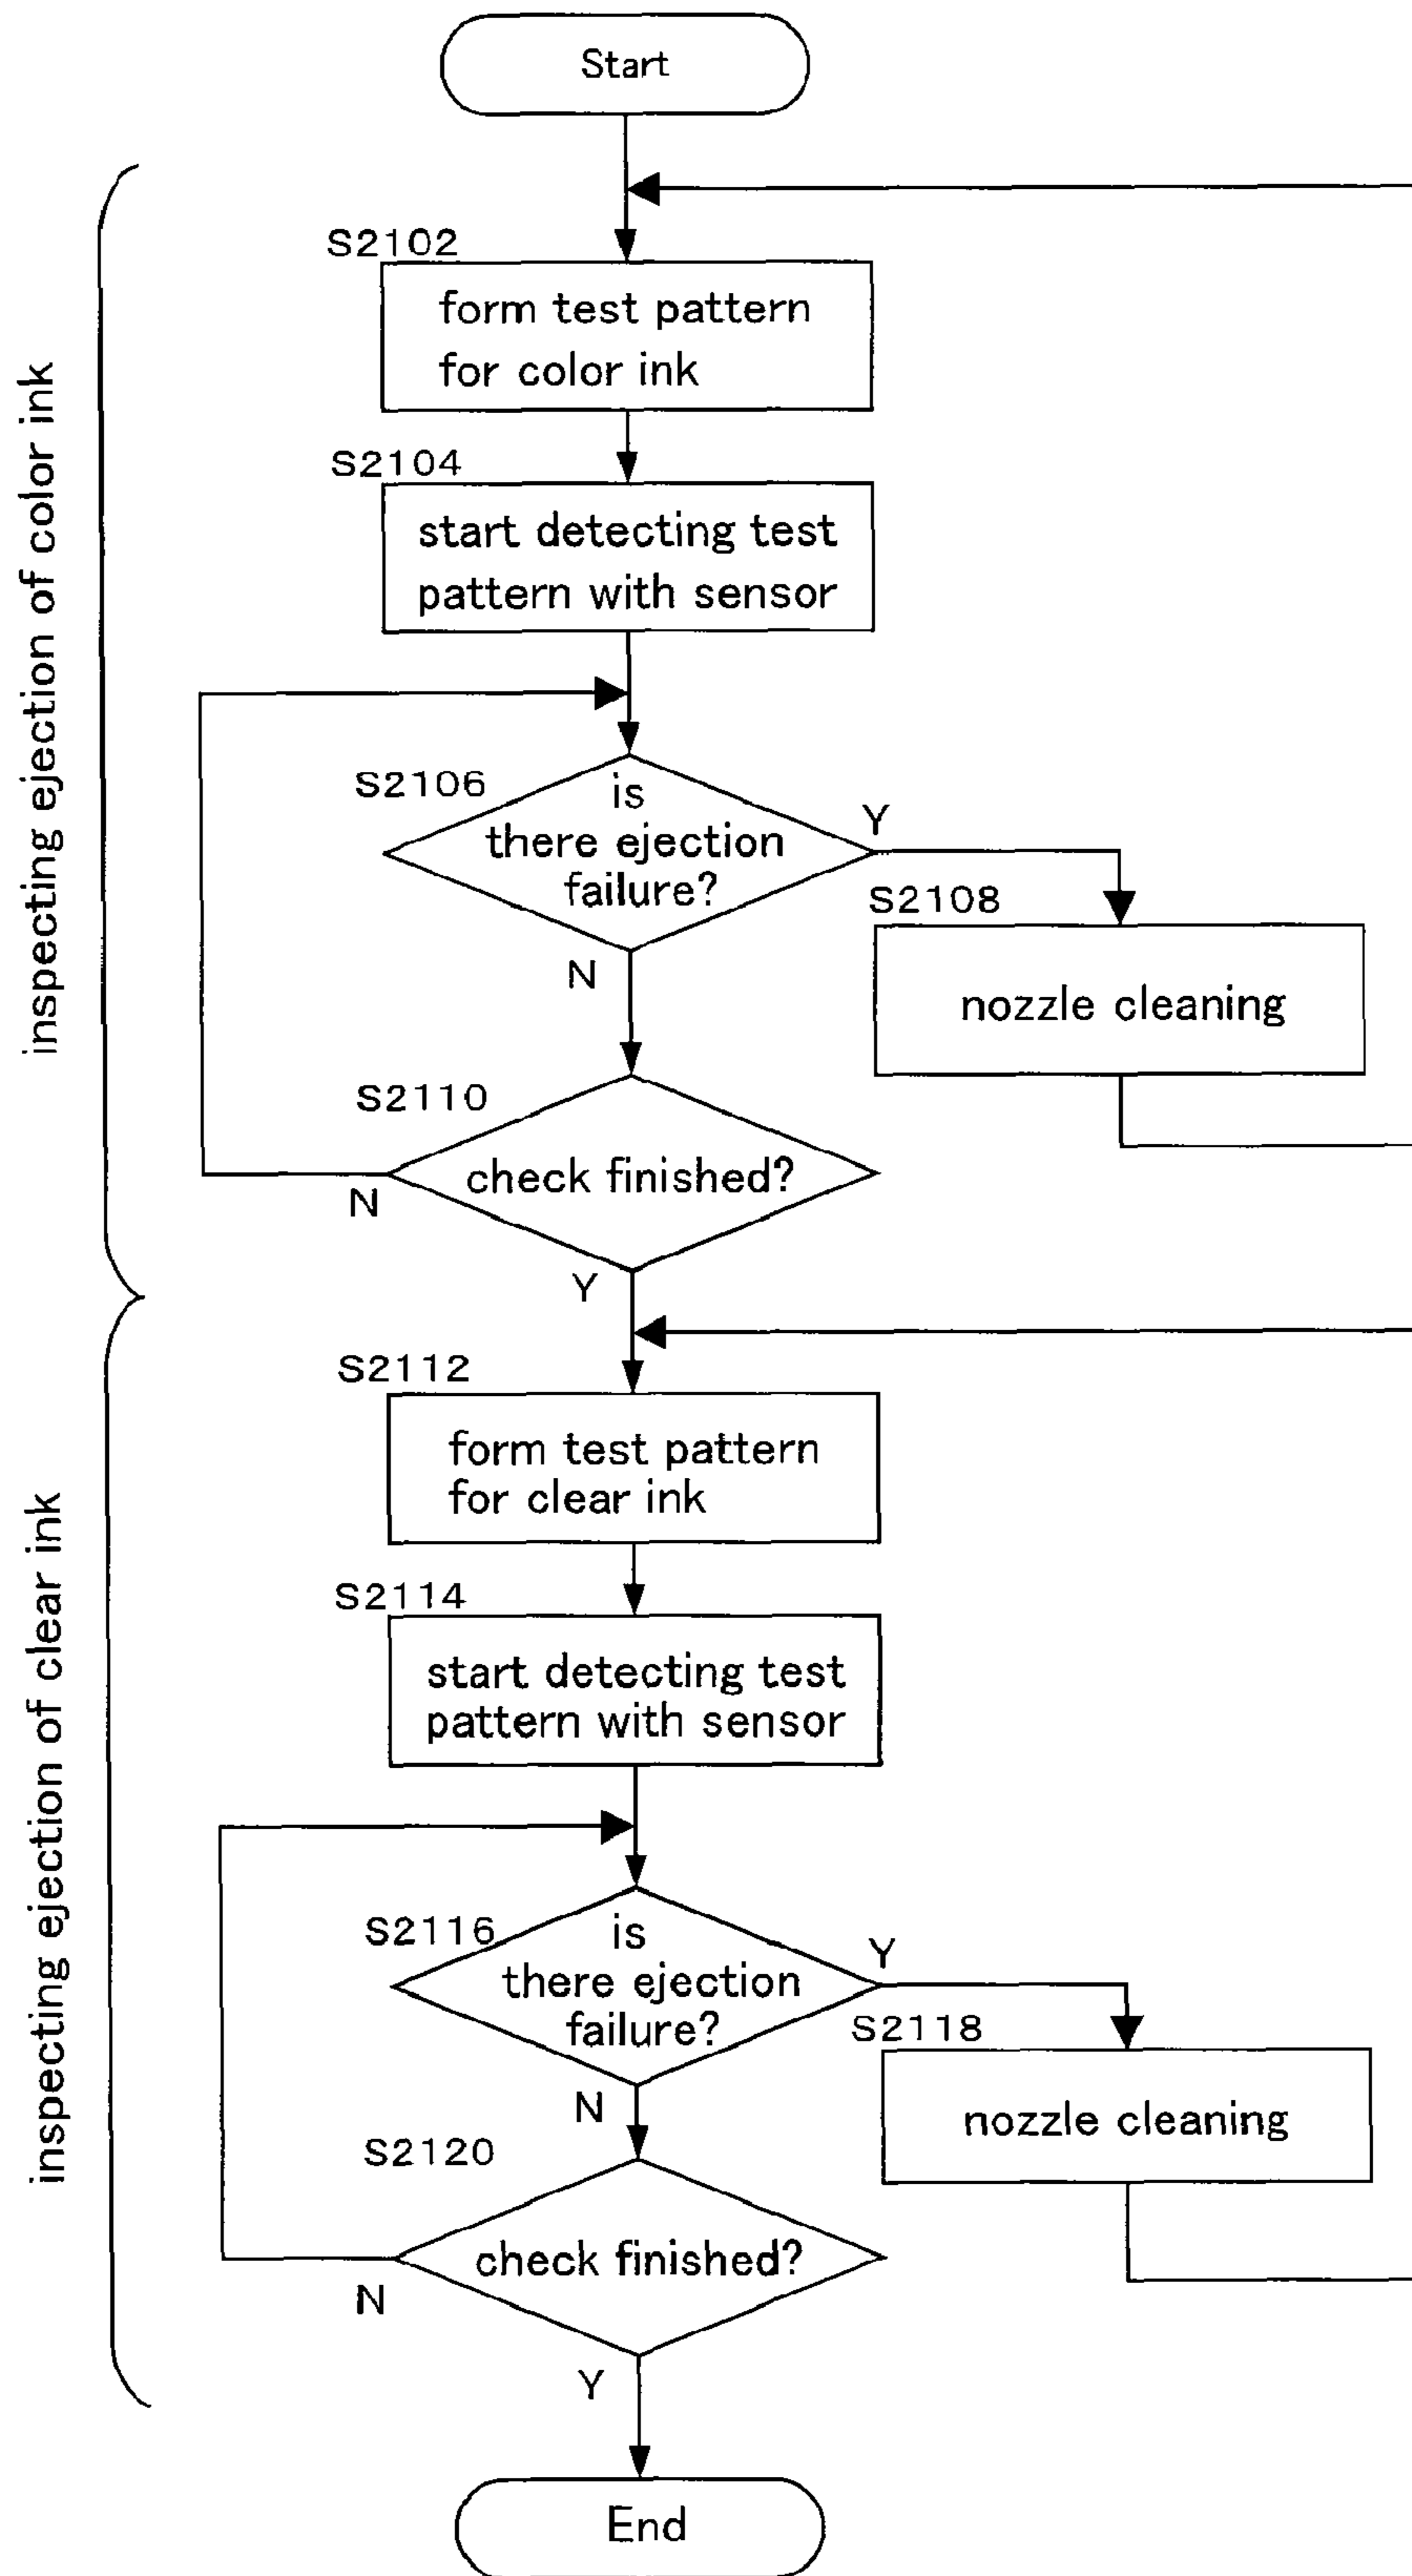 Start
inspecting ejection of color ink
S2102
form test pattern
for color ink
S2104
start detecting test
pattern with sensor
S2106
is
there ejection
failure?
Y
N
S2108
nozzle cleaning
S2110
check finished?
N
Y
inspecting ejection of clear ink
S2112
form test pattern
for clear ink
S2114
start detecting test
pattern with sensor
S2116
is
there ejection
failure?
Y
N
S2118
nozzle cleaning
S2120
check finished?
N
Y
End